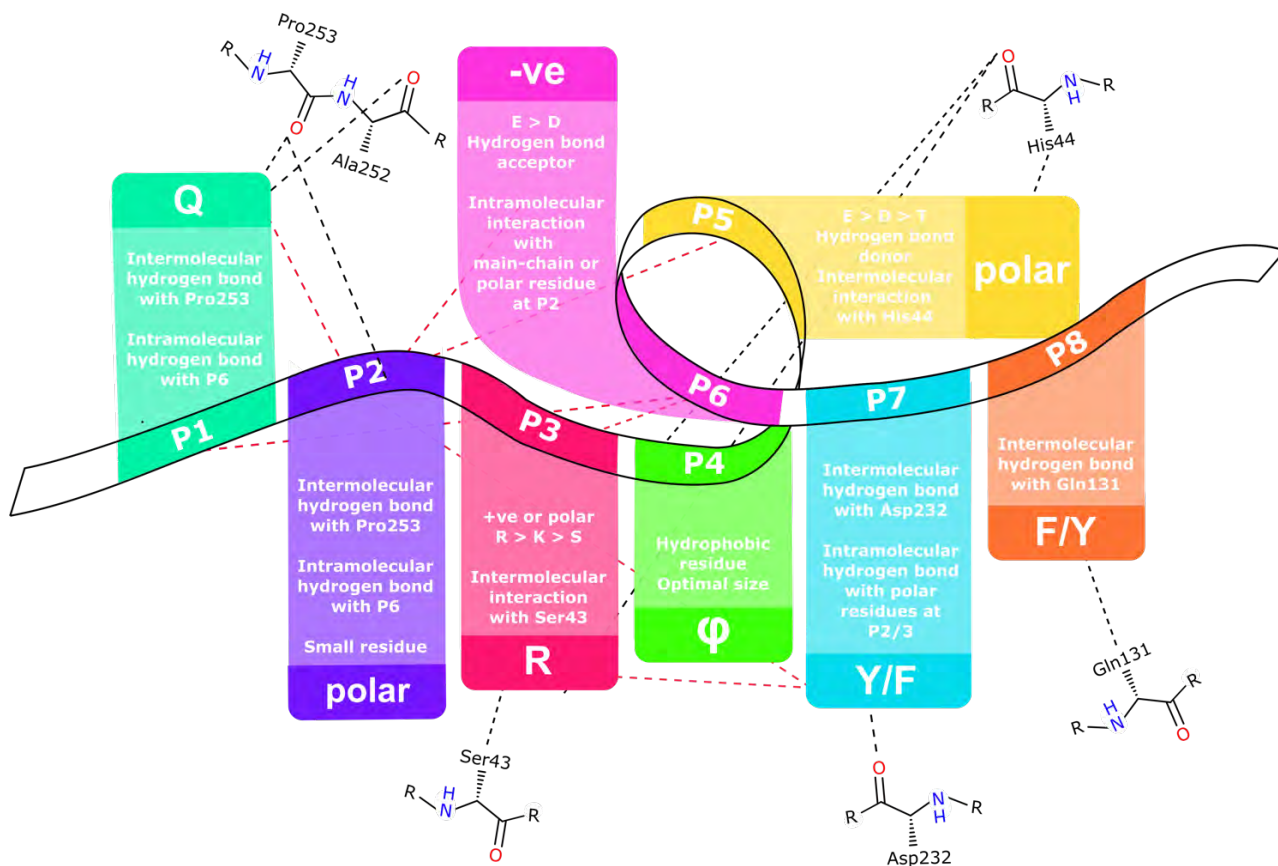 Pro253
R
H
N
O
H
N
O
R
Ala252
Q
Intermolecular
hydrogen bond
with Pro253
Intramolecular
hydrogen bond
with P6
P1
P2
Intermolecular
hydrogen bond
with Pro253
Intramolecular
hydrogen bond
with P6
Small residue
polar
-ve
E > D
Hydrogen bond
acceptor
Intramolecular
interaction
with
main-chain or
polar residue
at P2
P3
+ve or polar
R > K > S
Intermolecular
interaction
with Ser43
R
Ser43
R
H
N
R
O
P4
Hydrophobic
residue
Optimal size
φ
P5
E > D > T
Hydrogen bond
donor
Intermolecular
interaction
with His44
polar
O
R
N
H
R
His44
P6
P7
Intermolecular
hydrogen bond
with Asp232
Intramolecular
hydrogen bond
with polar
residues at
P2/3
Y/F
O
R
N
H
R
Asp232
P8
Intermolecular
hydrogen bond
with Gln131
F/Y
Gln131
R
H
N
R
O